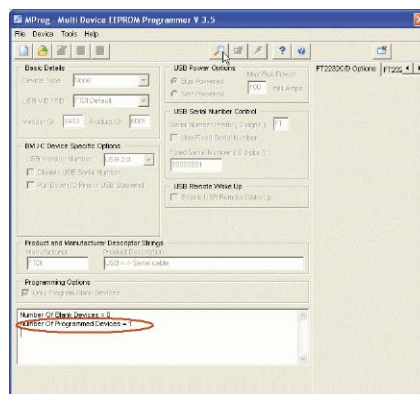 MProg - Multi Device EEPROM Programmer V 3.5
File Device Tools Help
Basic Details
Device Type None
USB VID / PID FTDI Default
Vendor ID 0403 Product ID 6001
BM / C Device Specific Options
USB Version Number USB 2.0
Disable USB Serial Number
Pull Down IO Pins in USB Suspend
USB Power Options
Bus Powered
Self Powered
Max Bus Power
100 milli Amps
USB Serial Number Control
Serial Number Prefix ( 2 digits ) FT
Use Fixed Serial Number
Fixed Serial Number ( 8 digits )
00000001
USB Remote Wake Up
Enable USB Remote Wake Up
FT2232C/D Options FT232
Product and Manufacturer Descriptor Strings
Manufacturer Product Description
FTDI USB <-> Serial cable
Programming Options
Only Program Blank Devices
Number Of Blank Devices = 0
Number Of Programmed Devices = 1